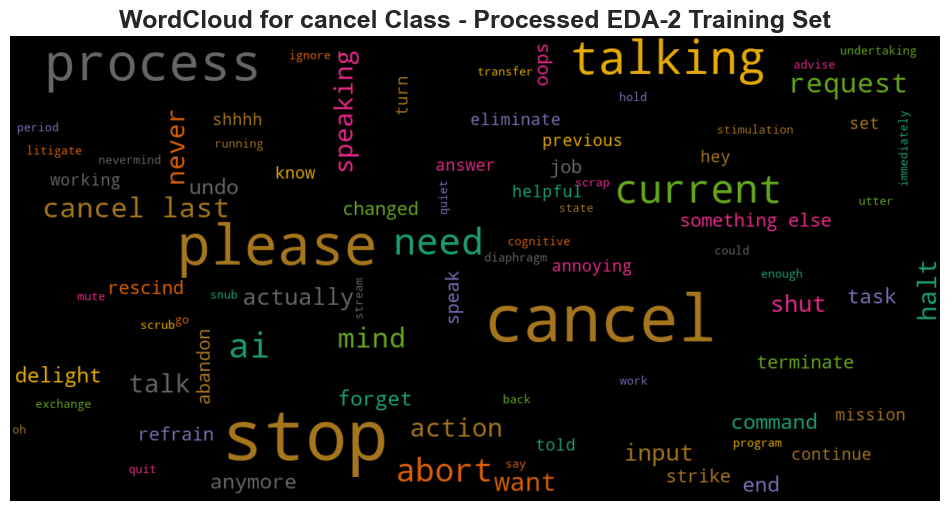 WordCloud for cancel Class - Processed EDA-2 Training Set
process
ignore
speaking
turn
transfer
oops
talking
undertaking
advise
request
hold
period
never
shhhh
eliminate
stimulation
set
immediately
litigate
nevermind
running
previous
working
undo
know
answer
job
hey
quiet
helpful
scrap
current
utter
cancel last
changed
state
something else
please
need
cognitive
diaphragm
annoying
could
enough
mute
rescind
snub
actually
stream
speak
cancel
shut
task
halt
scrub
go
ai
mind
terminate
delight
talk
abandon
work
exchange
forget
back
oh
refrain
stop
action
told
command
mission
program
continue
quit
anymore
abort
say
want
input
strike
end